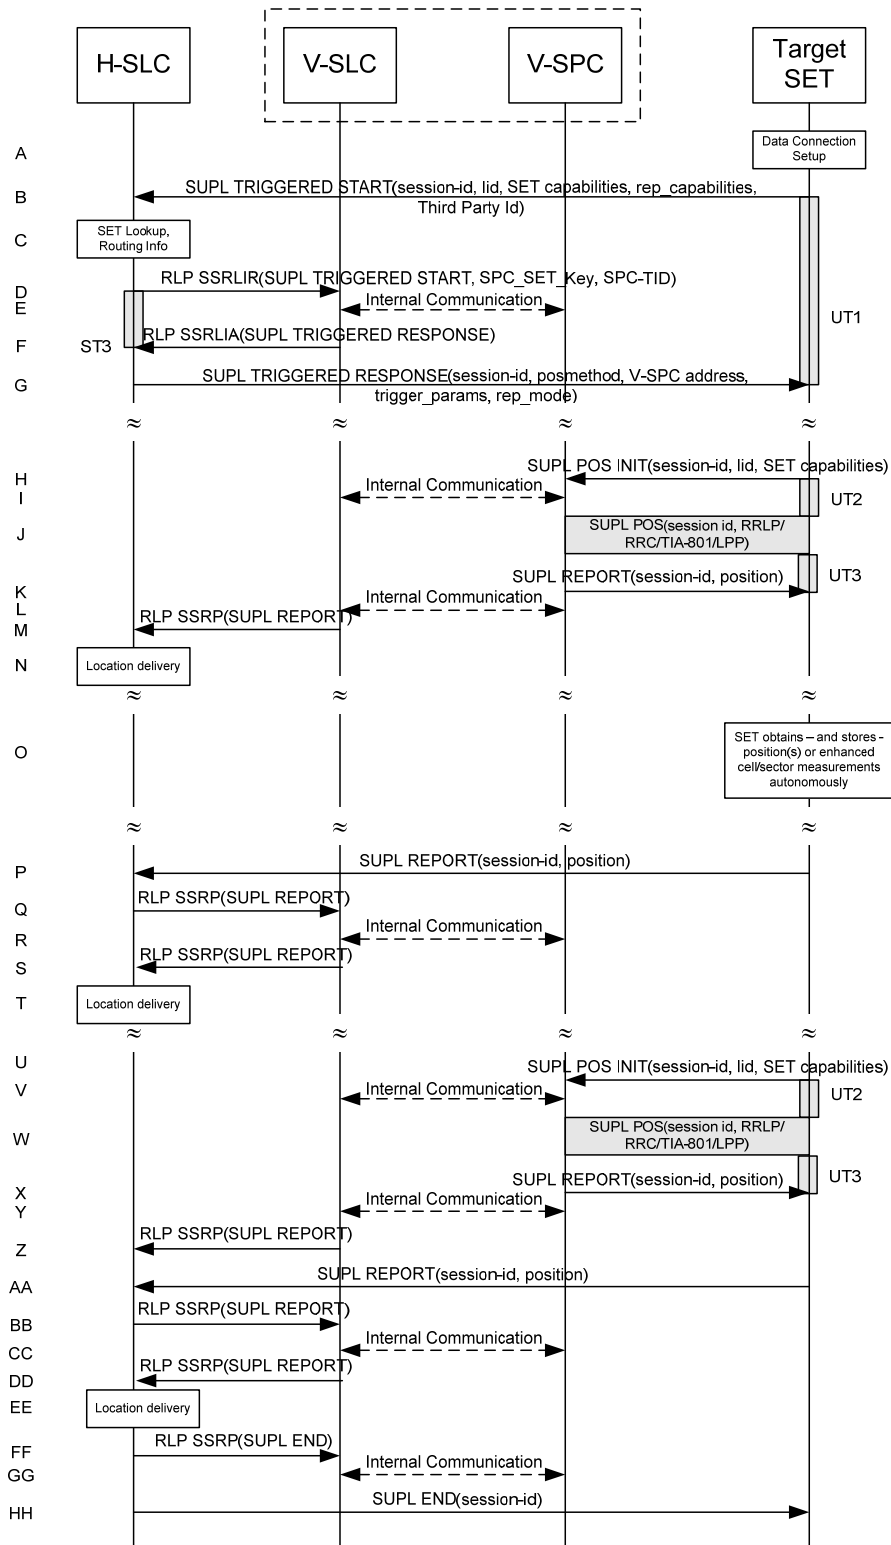 H-SLC
V-SLC
V-SPC
Target
SET
A
Data Connection
Setup
B
SUPL TRIGGERED START(session-id, lid, SET capabilities, rep_capabilities,
Third Party Id)
C
SET Lookup,
Routing Info
D
RLP SSRLIR(SUPL TRIGGERED START, SPC_SET_Key, SPC-TID)
E
Internal Communication
UT1
F
ST3
RLP SSRLIA(SUPL TRIGGERED RESPONSE)
G
SUPL TRIGGERED RESPONSE(session-id, posmethod, V-SPC address,
trigger_params, rep_mode)
≈ ≈ ≈ ≈
H
SUPL POS INIT(session-id, lid, SET capabilities)
I
Internal Communication
UT2
J
SUPL POS(session id, RRLP/
RRC/TIA-801/LPP)
K
SUPL REPORT(session-id, position)
UT3
L
Internal Communication
M
RLP SSRP(SUPL REPORT)
N
Location delivery
≈ ≈ ≈ ≈
O
SET obtains – and stores -
position(s) or enhanced
cell/sector measurements
autonomously
≈ ≈ ≈ ≈
P
SUPL REPORT(session-id, position)
Q
RLP SSRP(SUPL REPORT)
R
Internal Communication
S
RLP SSRP(SUPL REPORT)
T
Location delivery
≈ ≈ ≈ ≈
U
SUPL POS INIT(session-id, lid, SET capabilities)
V
Internal Communication
UT2
W
SUPL POS(session id, RRLP/
RRC/TIA-801/LPP)
X
SUPL REPORT(session-id, position)
UT3
Y
Internal Communication
Z
RLP SSRP(SUPL REPORT)
AA
SUPL REPORT(session-id, position)
BB
RLP SSRP(SUPL REPORT)
CC
Internal Communication
DD
RLP SSRP(SUPL REPORT)
EE
Location delivery
FF
RLP SSRP(SUPL END)
GG
Internal Communication
HH
SUPL END(session-id)